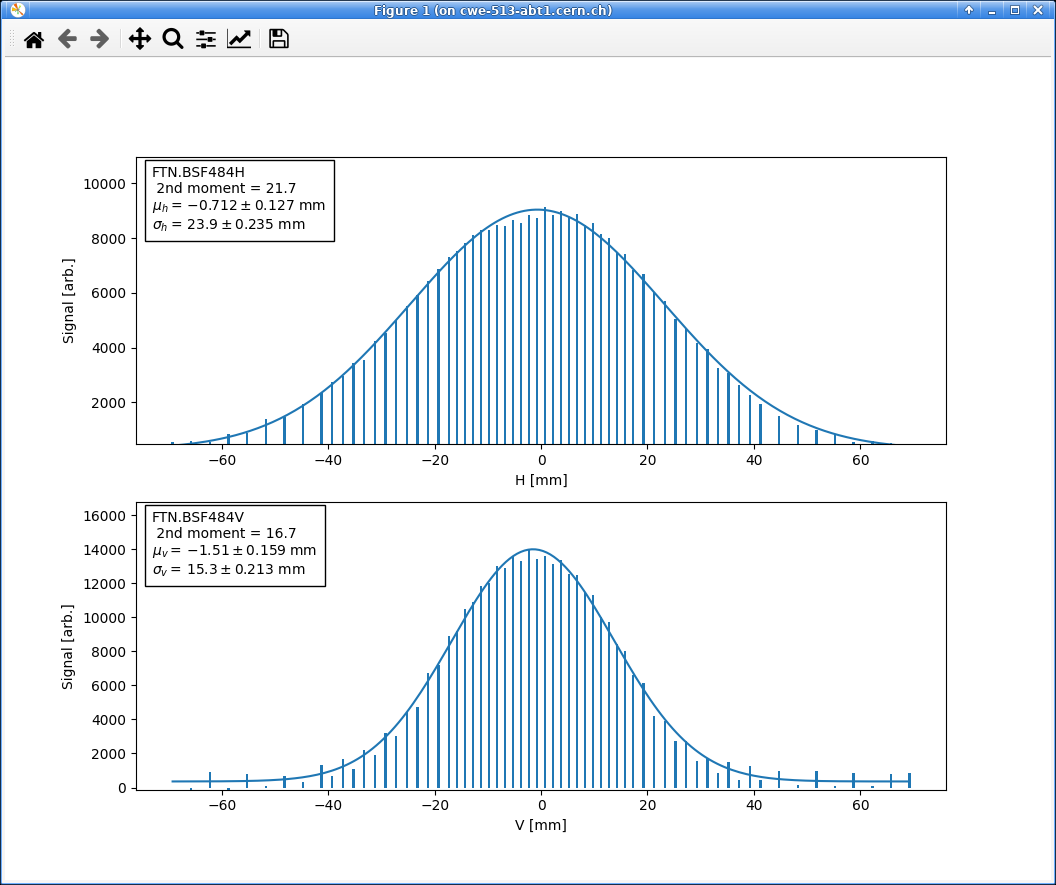 Figure 1 (on cwe-513-abt1.cern.ch)
FTN.BSF484H
2nd moment = 21.7
μh = −0.712 ± 0.127 mm
σh = 23.9 ± 0.235 mm
10000
8000
6000
4000
2000
Signal [arb.]
−60 −40 −20 0 20 40 60
H [mm]
FTN.BSF484V
2nd moment = 16.7
μv = −1.51 ± 0.159 mm
σv = 15.3 ± 0.213 mm
16000
14000
12000
10000
8000
6000
4000
2000
0
Signal [arb.]
−60 −40 −20 0 20 40 60
V [mm]